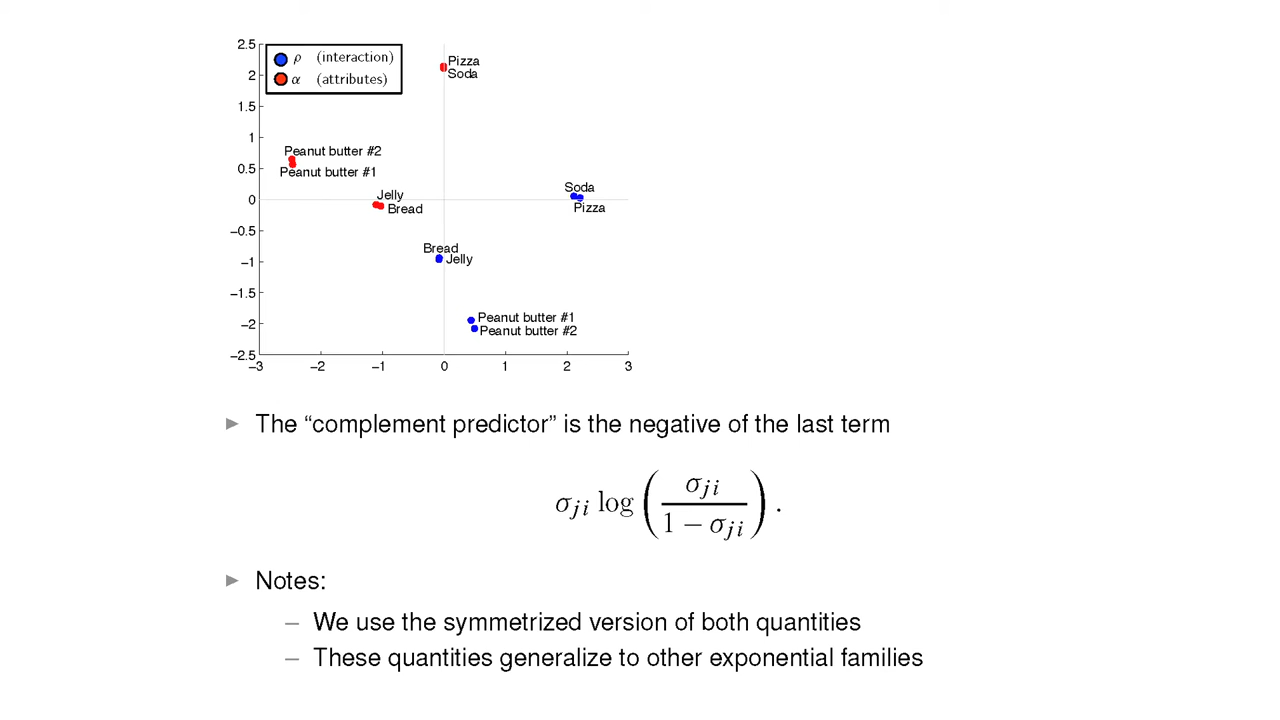 2.5
ρ (interaction)
α (attributes)
Pizza
Soda
2
1.5
1
Peanut butter #2
0.5
Peanut butter #1
Jelly
Soda
0
Bread
Pizza
−0.5
Bread
−1
Jelly
−1.5
Peanut butter #1
−2
Peanut butter #2
−2.5
−3 −2 −1 0 1 2 3
► The “complement predictor” is the negative of the last term
σji log (σji / 1 − σji) .
► Notes:
– We use the symmetrized version of both quantities
– These quantities generalize to other exponential families